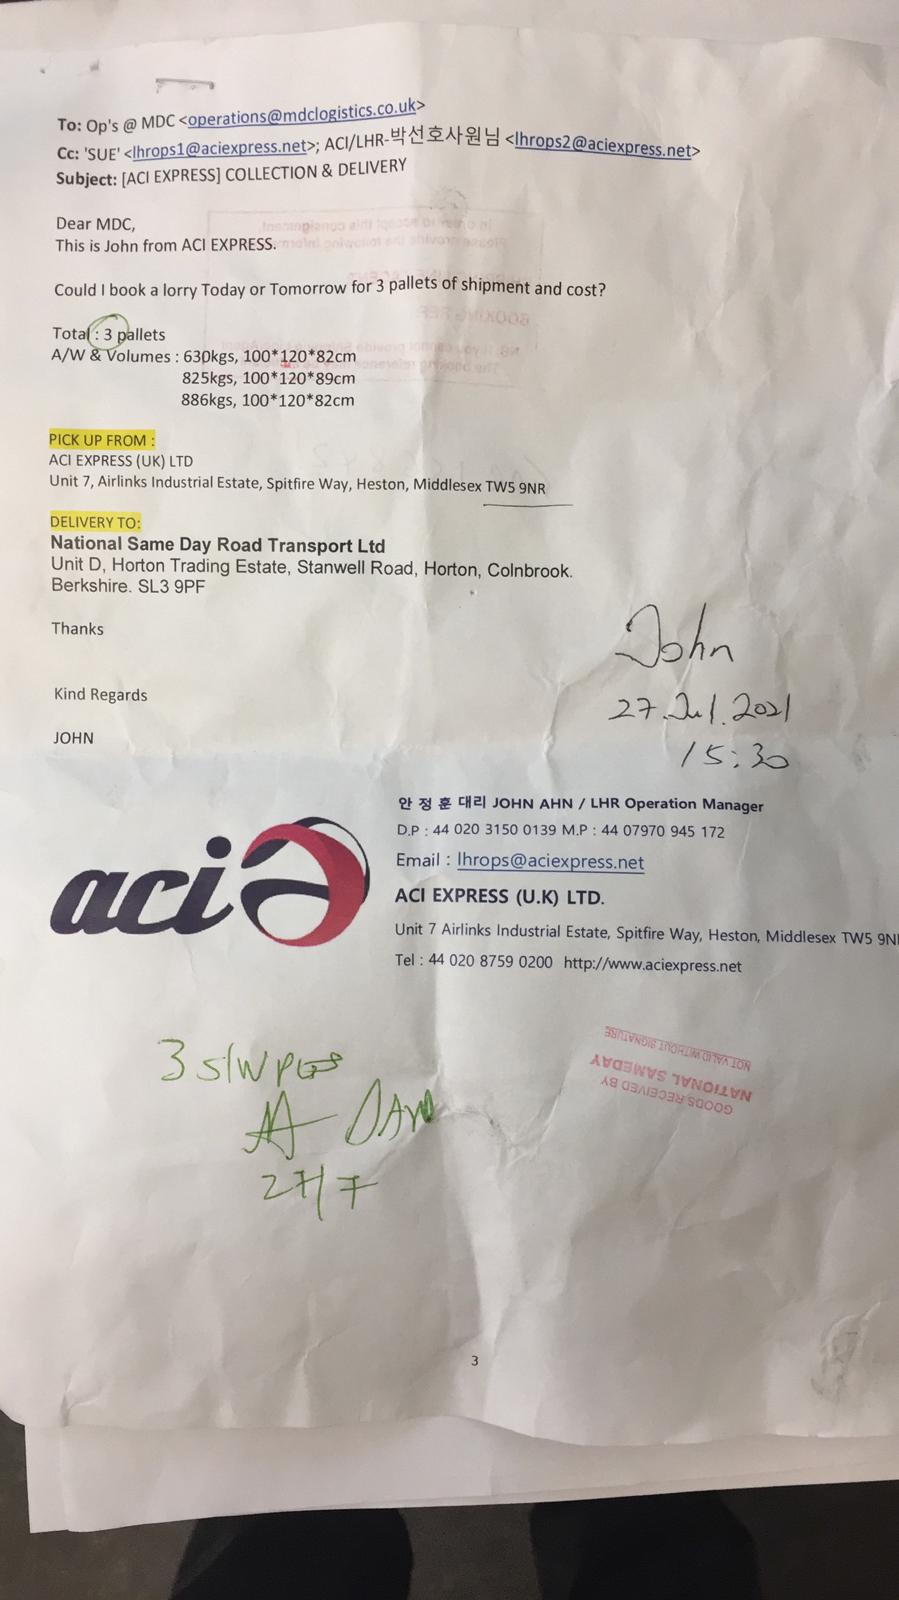 To: Op's @ MDC <operations@mdclogistics.co.uk>
Cc: 'SUE' <lhrops1@aciexpress.net>; ACI/LHR-박선호사원님 <lhrops2@aciexpress.net>
Subject: [ACI EXPRESS] COLLECTION & DELIVERY
Dear MDC,
This is John from ACI EXPRESS.
Could I book a lorry Today or Tomorrow for 3 pallets of shipment and cost?
Total : 3 pallets
A/W & Volumes : 630kgs, 100*120*82cm
825kgs, 100*120*89cm
886kgs, 100*120*82cm
PICK UP FROM :
ACI EXPRESS (UK) LTD
Unit 7, Airlinks Industrial Estate, Spitfire Way, Heston, Middlesex TW5 9NR
DELIVERY TO:
National Same Day Road Transport Ltd
Unit D, Horton Trading Estate, Stanwell Road, Horton, Colnbrook.
Berkshire. SL3 9PF
Thanks
Kind Regards
JOHN
John
27.Jul.2021
15:30
aci
안 정 훈 대리 JOHN AHN / LHR Operation Manager
D.P : 44 020 3150 0139 M.P : 44 07970 945 172
Email : lhrops@aciexpress.net
ACI EXPRESS (U.K) LTD.
Unit 7 Airlinks Industrial Estate, Spitfire Way, Heston, Middlesex TW5 9N
Tel : 44 020 8759 0200 http://www.aciexpress.net
GOODS RECEIVED BY
NATIONAL SAMEDAY
NOT VALID WITHOUT SIGNATURE
3 S/W
27/7
3